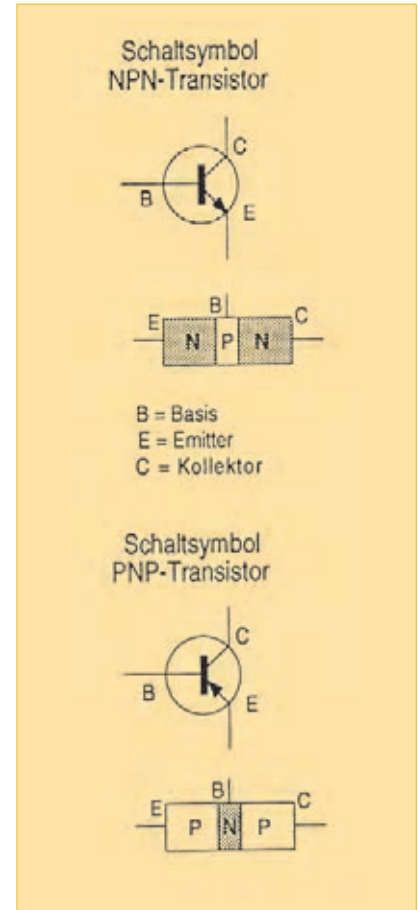 Schaltsymbol
NPN-Transistor
C
B
E
B
E
C
N P N
B = Basis
E = Emitter
C = Kollektor
Schaltsymbol
PNP-Transistor
C
B
E
B
E
C
P N P